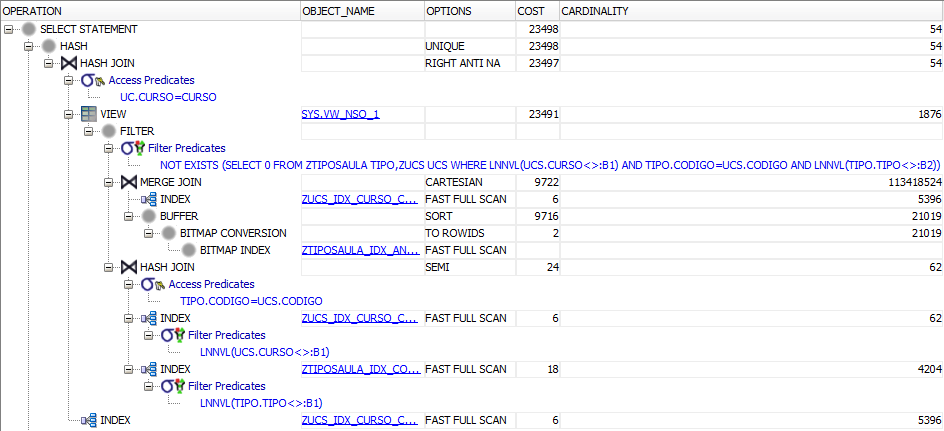 OPERATION OBJECT_NAME OPTIONS COST CARDINALITY
SELECT STATEMENT 23498 54
HASH UNIQUE 23498 54
HASH JOIN RIGHT ANTI NA 23497 54
Access Predicates
UC.CURSO=CURSO
VIEW SYS.VW_NSO_1 23491 1876
FILTER
Filter Predicates
NOT EXISTS (SELECT 0 FROM ZTIPOSAULA TIPO,ZUCS UCS WHERE LNNVL(UCS.CURSO<>:B1) AND TIPO.CODIGO=UCS.CODIGO AND LNNVL(TIPO.TIPO<>:B2))
MERGE JOIN CARTESIAN 9722 113418524
INDEX ZUCS_IDX_CURSO_C... FAST FULL SCAN 6 5396
BUFFER SORT 9716 21019
BITMAP CONVERSION TO ROWIDS 2 21019
BITMAP INDEX ZTIPOSAULA_IDX_AN... FAST FULL SCAN
HASH JOIN SEMI 24 62
Access Predicates
TIPO.CODIGO=UCS.CODIGO
INDEX ZUCS_IDX_CURSO_C... FAST FULL SCAN 6 62
Filter Predicates
LNNVL(UCS.CURSO<>:B1)
INDEX ZTIPOSAULA_IDX_CO... FAST FULL SCAN 18 4204
Filter Predicates
LNNVL(TIPO.TIPO<>:B1)
INDEX ZUCS_IDX_CURSO_C... FAST FULL SCAN 6 5396